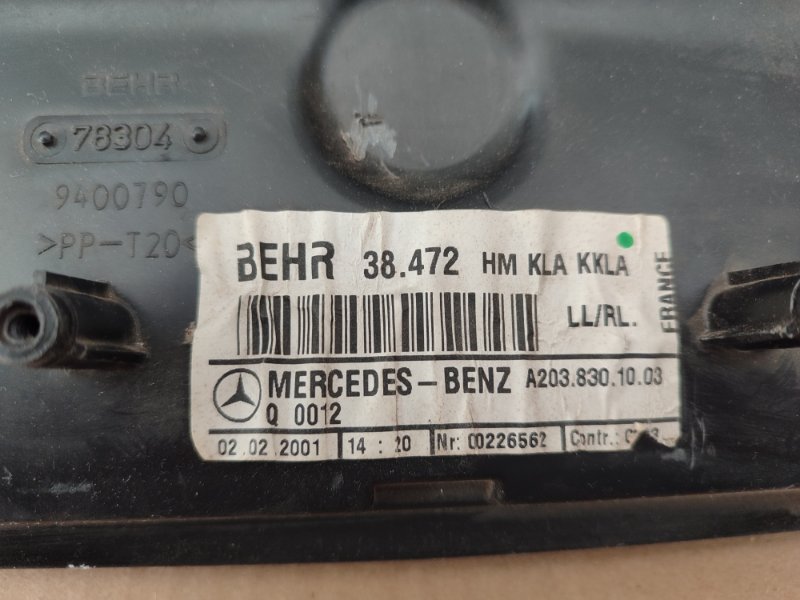 BEHR
78304
9400790
>PP-T20<
BEHR 38.472 HM KLA KKLA
LL/RL.
FRANCE
MERCEDES-BENZ A203.830.10.03
Q 0012
02.02.2001 14 : 20 Nr: 00226562 Contr.: